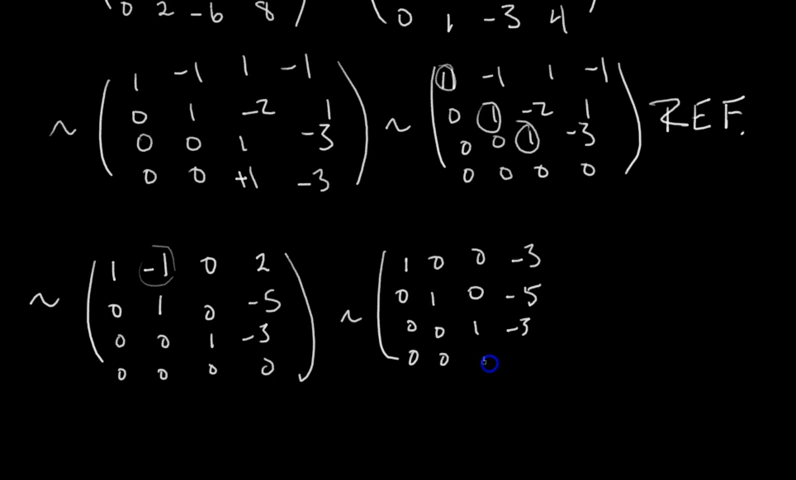 0 2 -6 8 ) ( 0 1 -3 4 )
1 -1 1 -1 1 -1 1 -1
~ 0 1 -2 1 ~ 0 1 -2 1 REF.
0 0 1 -3 0 0 1 -3
0 0 +1 -3 0 0 0 0
1 -1 0 2 1 0 0 -3
~ 0 1 0 -5 ~ 0 1 0 -5
0 0 1 -3 0 0 1 -3
0 0 0 0 0 0